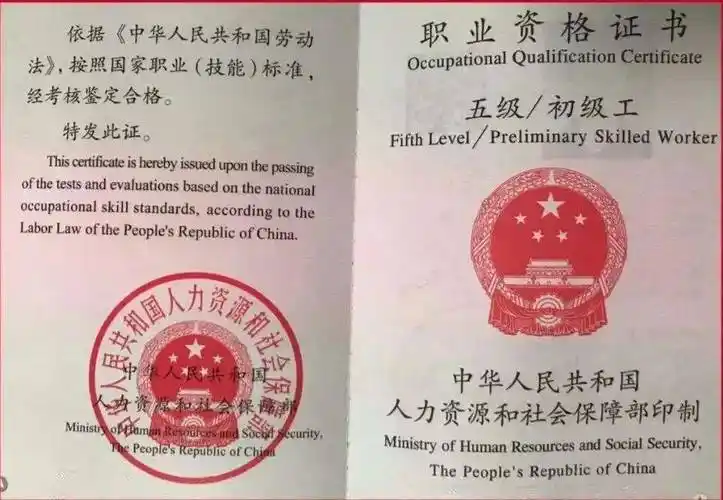 依据《中华人民共和国劳动
法》，按照国家职业（技能）标准，
经考核鉴定合格。
特发此证。
This certificate is hereby issued upon the passing
of the tests and evaluations based on the national
occupational skill standards, according to the
Labor Law of the People's Republic of China.
中华人民共和国人力资源和社会保障部
中华人民共和国
人力资源和社会保障部
Ministry of Human Resources and Social Security,
The People's Republic of China
职业资格证书
Occupational Qualification Certificate
五级/初级工
Fifth Level/Preliminary Skilled Worker
中华人民共和国
人力资源和社会保障部印制
Ministry of Human Resources and Social Security,
The People's Republic of China